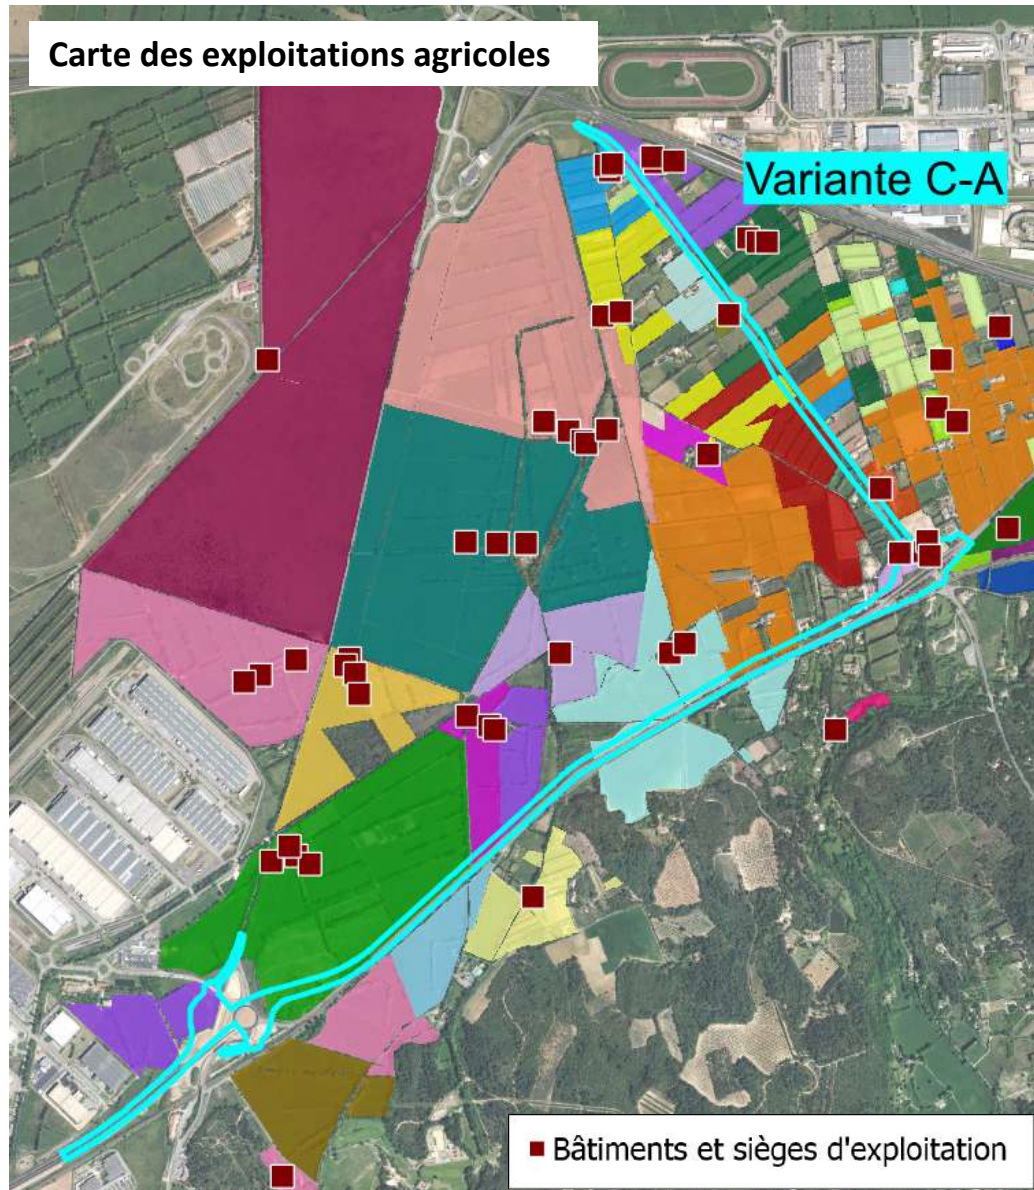 Carte des exploitations agricoles
Variante C-A
Bâtiments et sièges d'exploitation